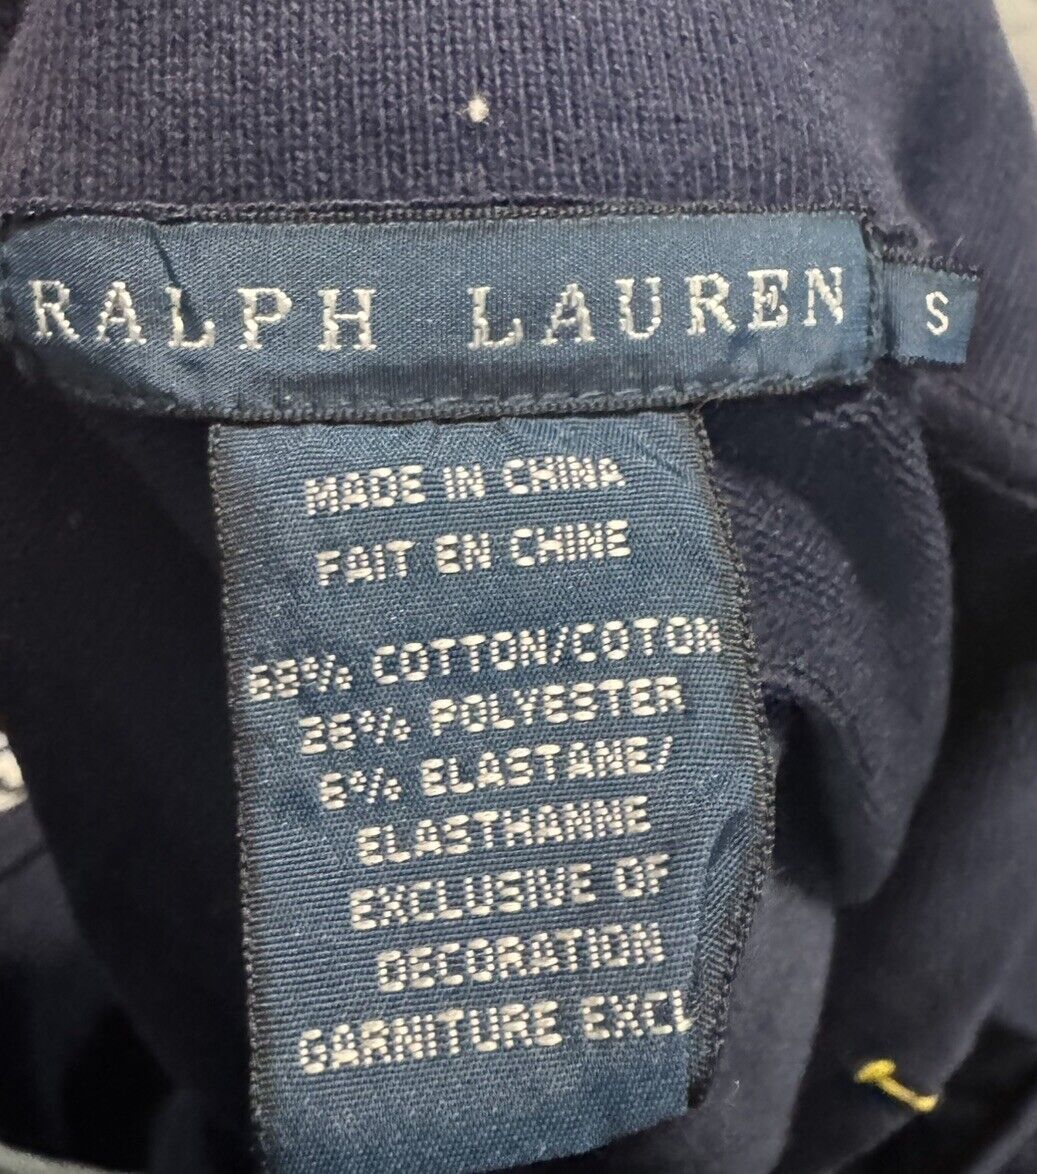 RALPH LAUREN
S
MADE IN CHINA
FAIT EN CHINE
68% COTTON/COTON
26% POLYESTER
6% ELASTANE/
ELASTHANNE
EXCLUSIVE OF
DECORATION
GARNITURE EXCL